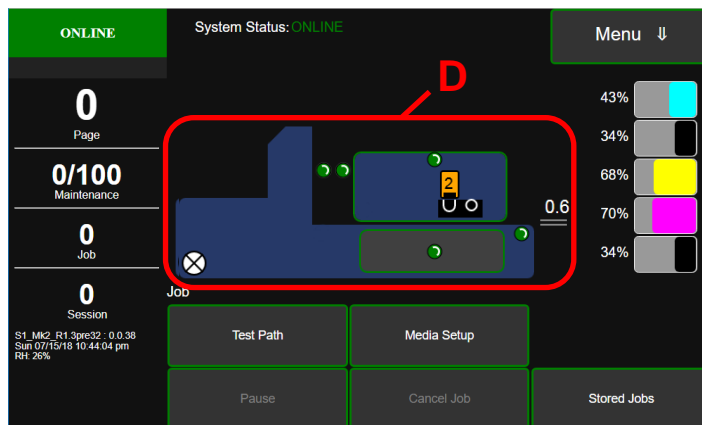 ONLINE
System Status: ONLINE
Menu ⇓
D
0
Page
0/100
Maintenance
0
Job
0
Session
S1_Mk2_R1.3pre32 : 0.0.38
Sun 07/15/18 10:44:04 pm
RH: 26%
2
0.6
43%
34%
68%
70%
34%
Job
Test Path
Media Setup
Pause
Cancel Job
Stored Jobs